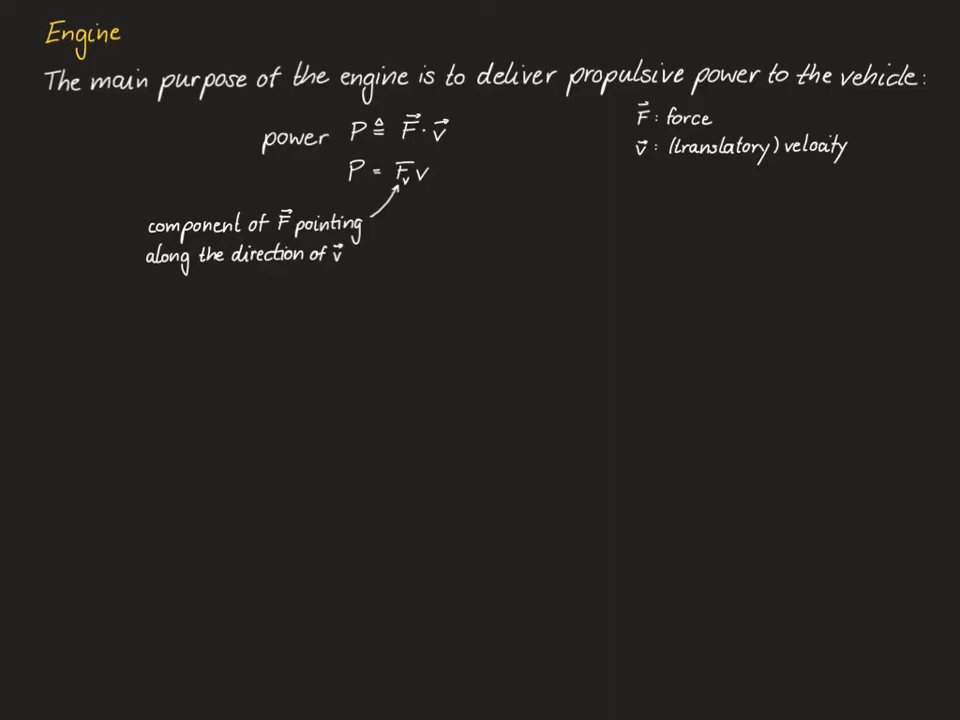 Engine
The main purpose of the engine is to deliver propulsive power to the vehicle:
power P ≙ F⃗ · v⃗
F⃗ : force
v⃗ : (translatory) velocity
P = Fᵥ v
component of F⃗ pointing
along the direction of v⃗